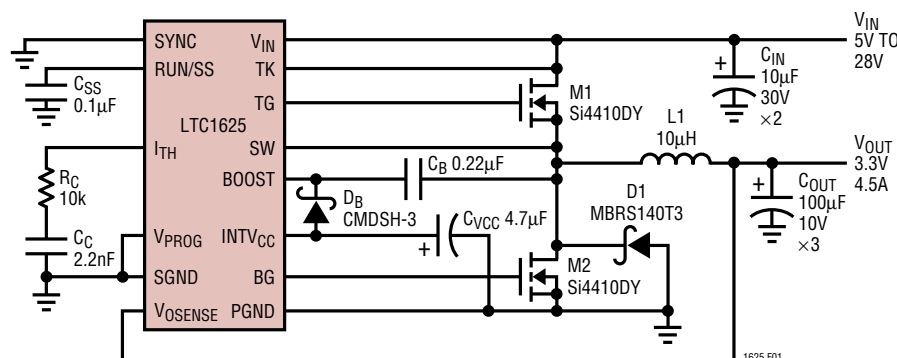 SYNC
RUN/SS
LTC1625
I_TH
V_PROG
SGND
V_OSENSE
V_IN
TK
TG
SW
BOOST
INTV_CC
BG
PGND
C_SS
0.1µF
R_C
10k
C_C
2.2nF
C_B 0.22µF
D_B
CMDSH-3
C_VCC 4.7µF
+
M1
Si4410DY
M2
Si4410DY
L1
10µH
D1
MBRS140T3
+
C_IN
10µF
30V
×2
V_IN
5V TO
28V
V_OUT
3.3V
4.5A
+
C_OUT
100µF
10V
×3
1625 F01